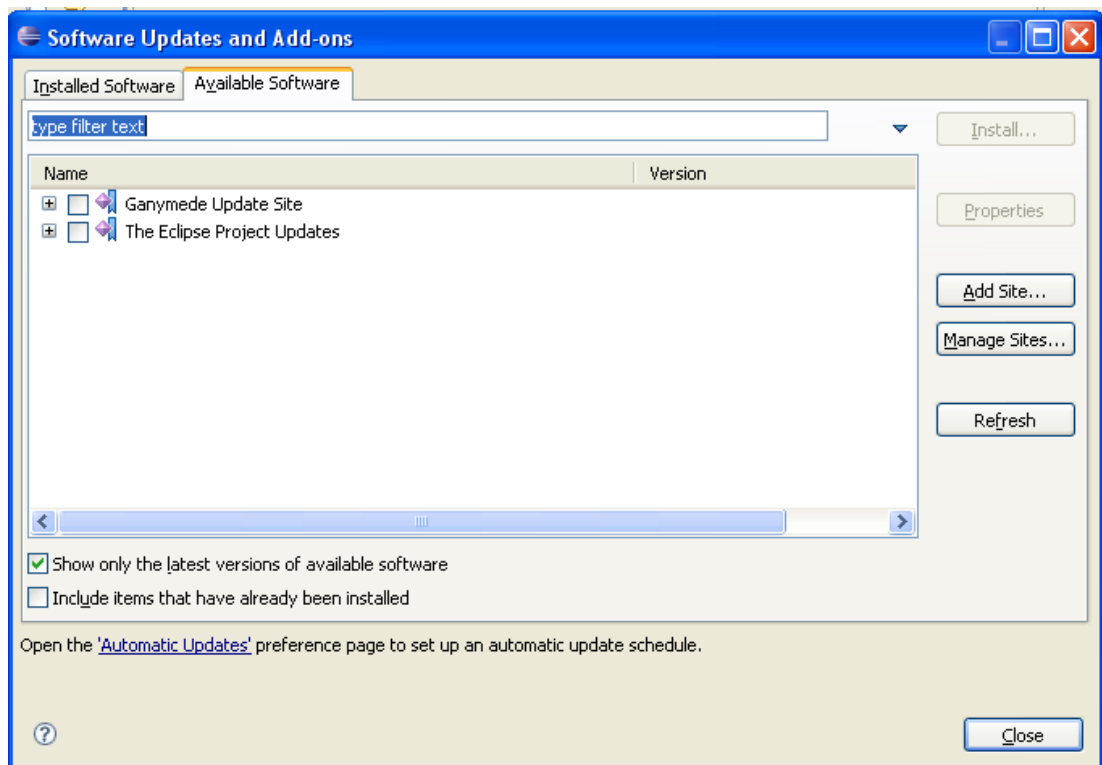 Software Updates and Add-ons
Installed Software Available Software
type filter text
Install...
Name Version
Ganymede Update Site
The Eclipse Project Updates
Properties
Add Site...
Manage Sites...
Refresh
Show only the latest versions of available software
Include items that have already been installed
Open the 'Automatic Updates' preference page to set up an automatic update schedule.
Close